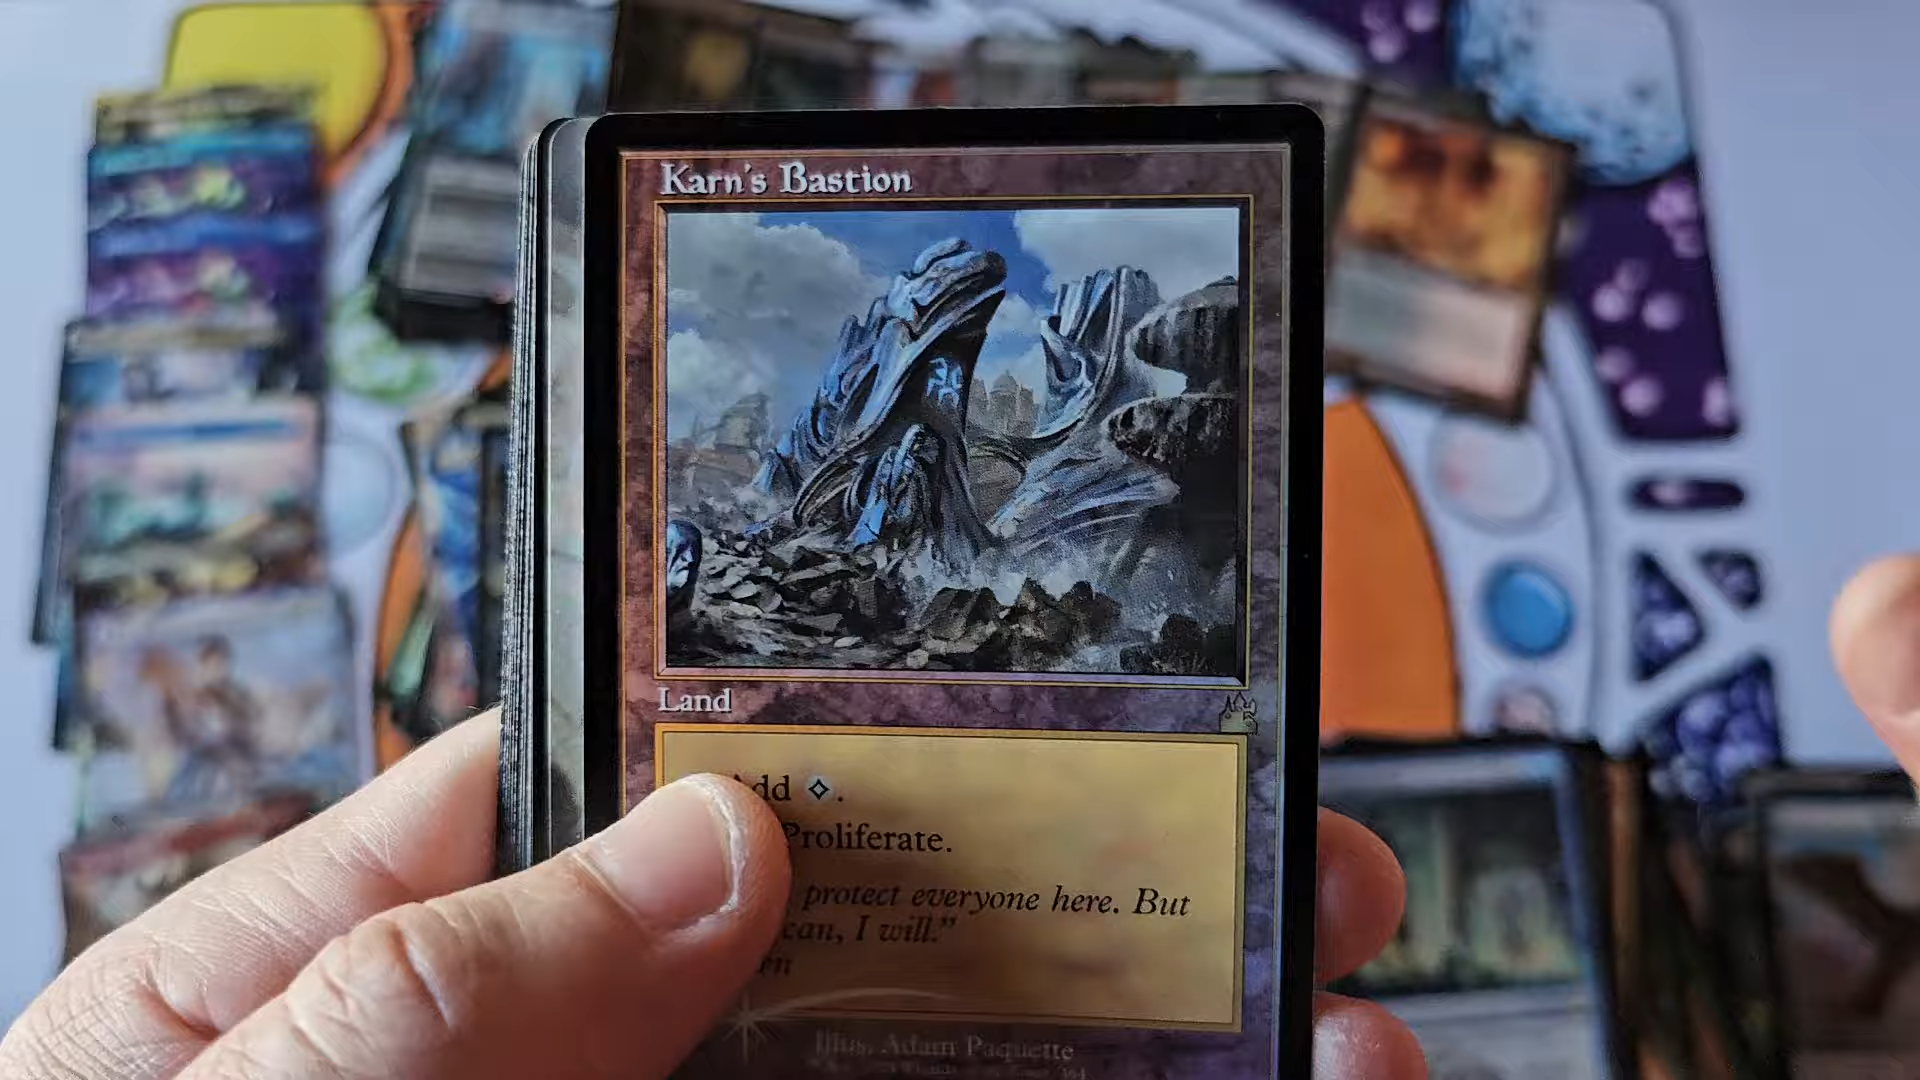 Karn's Bastion
Land
Add
Proliferate.
protect everyone here. But
can, I will."
Illus. Adam Paquette